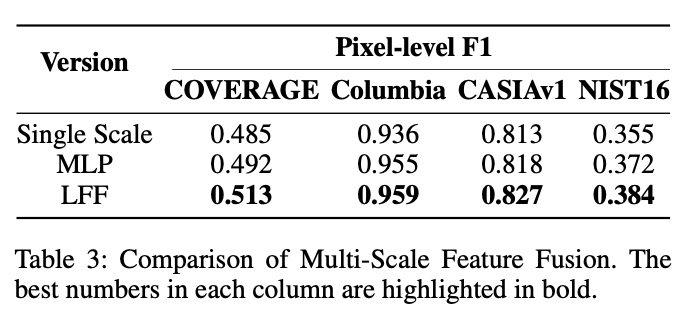 Version Pixel-level F1
COVERAGE Columbia CASIAv1 NIST16
Single Scale 0.485 0.936 0.813 0.355
MLP 0.492 0.955 0.818 0.372
LFF 0.513 0.959 0.827 0.384
Table 3: Comparison of Multi-Scale Feature Fusion. The
best numbers in each column are highlighted in bold.